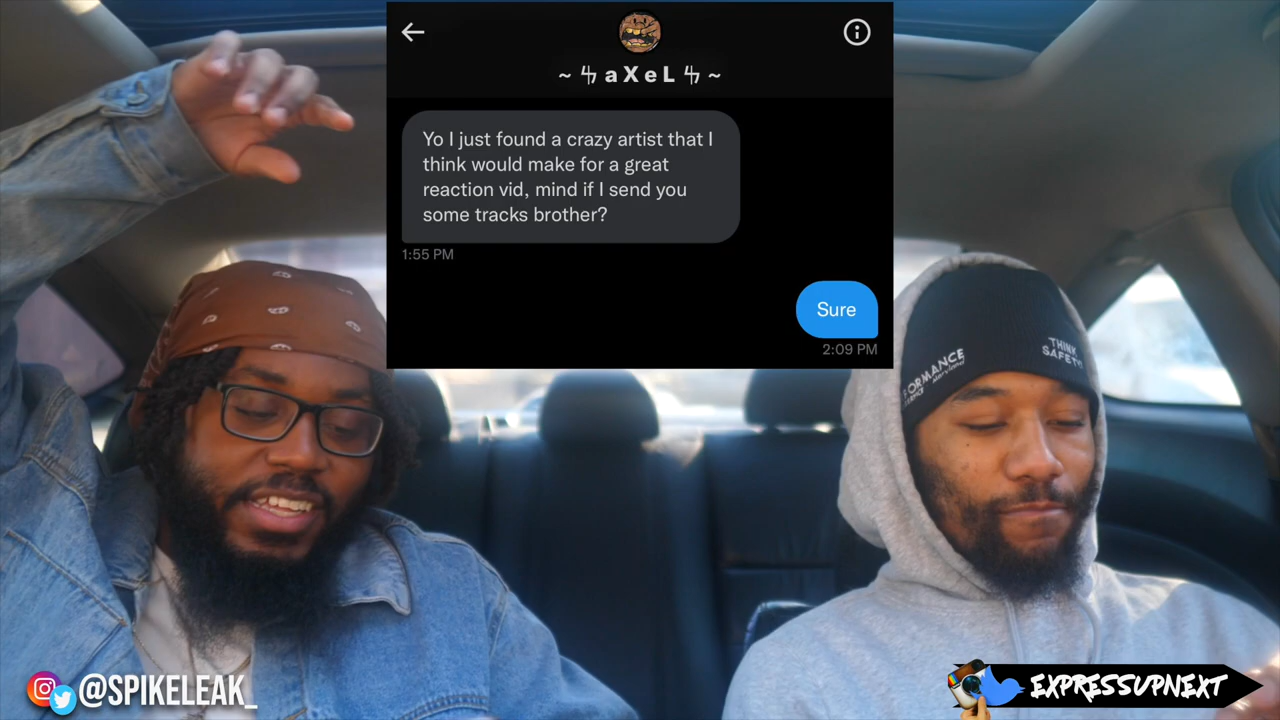 ~ ϟ a X e L ϟ ~
Yo I just found a crazy artist that I
think would make for a great
reaction vid, mind if I send you
some tracks brother?
1:55 PM
Sure
2:09 PM
THINK
SAFETY
Maryland
@SPIKELEAK_
EXPRESSUPNEXT